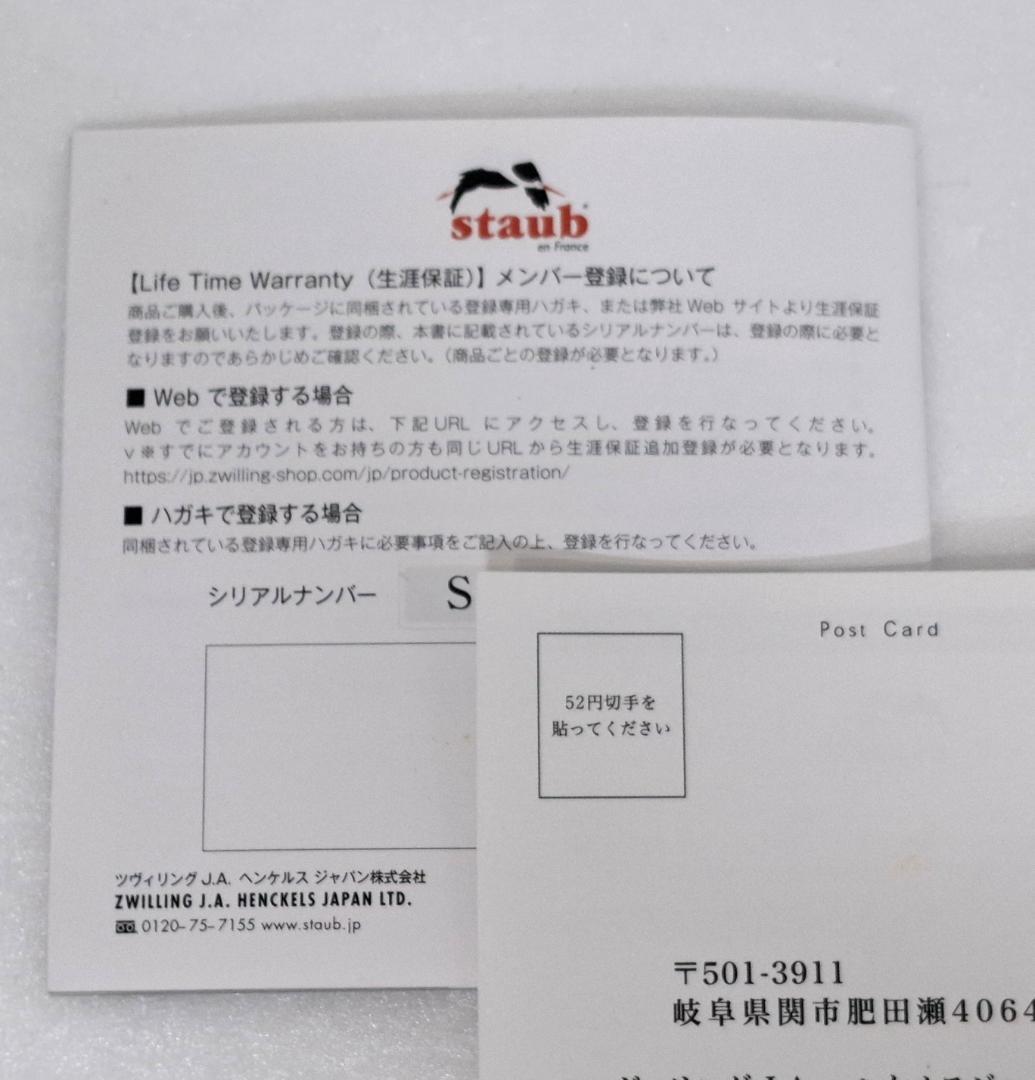 staub
en France
【Life Time Warranty（生涯保証）】メンバー登録について
商品ご購入後、パッケージに同梱されている登録専用ハガキ、または弊社 Web サイトより生涯保証
登録をお願いいたします。登録の際、本書に記載されているシリアルナンバーは、登録の際に必要と
なりますのであらかじめご確認ください。（商品ごとの登録が必要となります。）
■ Web で登録する場合
Web でご登録される方は、下記 URL にアクセスし、登録を行なってください。
v ※すでにアカウントをお持ちの方も同じ URL から生涯保証追加登録が必要となります。
https://jp.zwilling-shop.com/jp/product-registration/
■ ハガキで登録する場合
同梱されている登録専用ハガキに必要事項をご記入の上、登録を行なってください。
シリアルナンバー S
ツヴィリング J.A. ヘンケルス ジャパン株式会社
ZWILLING J.A. HENCKELS JAPAN LTD.
0120-75-7155 www.staub.jp
Post Card
52円切手を
貼ってください
〒501-3911
岐阜県関市肥田瀬4064